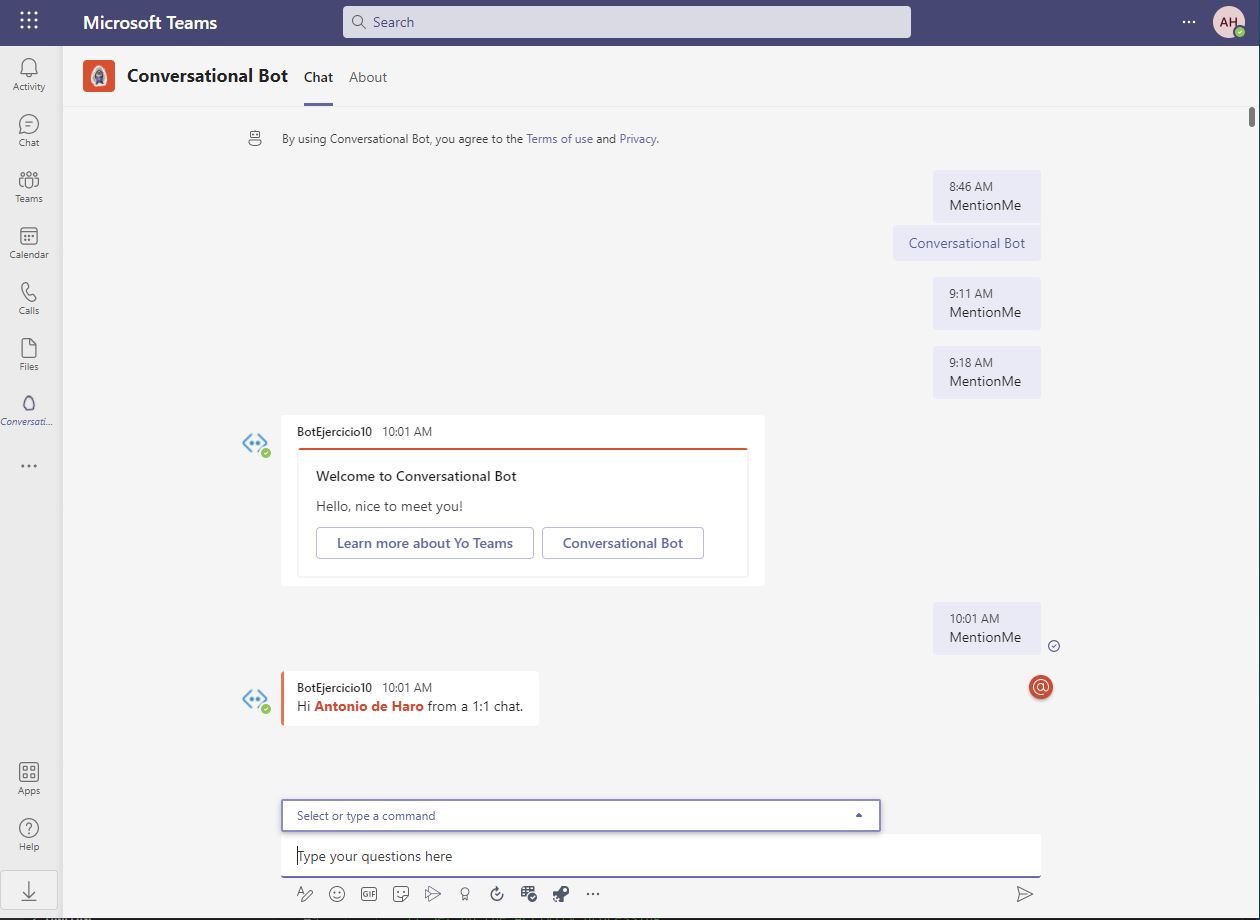 Microsoft Teams
Search
AH
Activity
Chat
Teams
Calendar
Calls
Files
Conversati...
Apps
Help
Conversational Bot
Chat
About
By using Conversational Bot, you agree to the Terms of use and Privacy.
8:46 AM
MentionMe
Conversational Bot
9:11 AM
MentionMe
9:18 AM
MentionMe
BotEjercicio10 10:01 AM
Welcome to Conversational Bot
Hello, nice to meet you!
Learn more about Yo Teams
Conversational Bot
10:01 AM
MentionMe
@
BotEjercicio10 10:01 AM
Hi Antonio de Haro from a 1:1 chat.
Select or type a command
Type your questions here
GIF